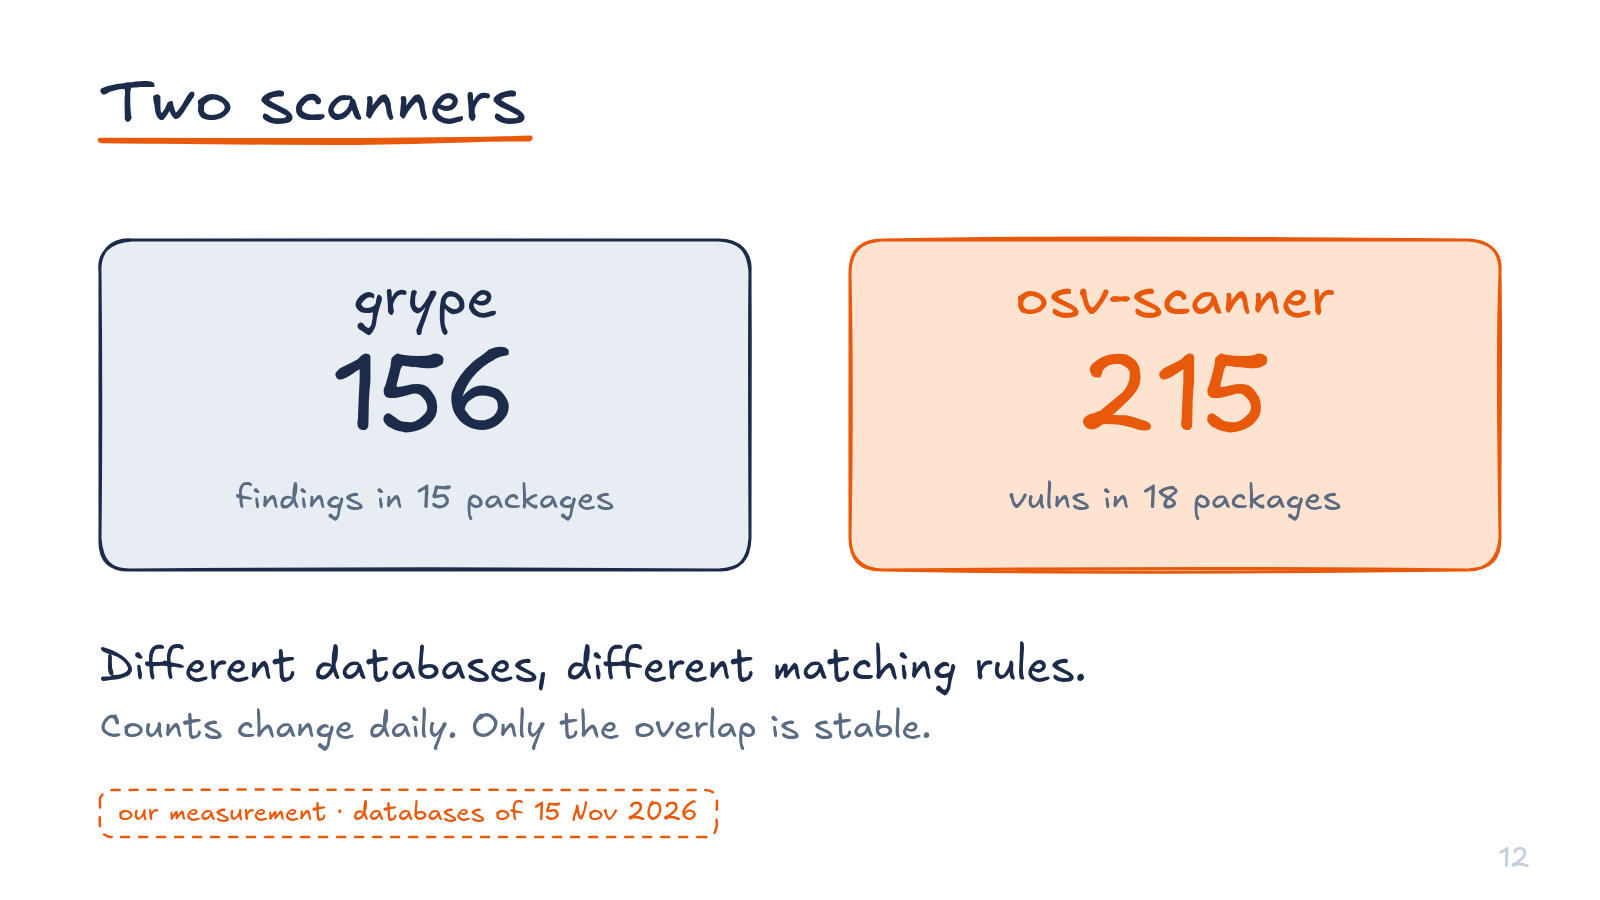 Two scanners
grype
156
findings in 15 packages
osv-scanner
215
vulns in 18 packages
Different databases, different matching rules.
Counts change daily. Only the overlap is stable.
our measurement · databases of 15 Nov 2026
12